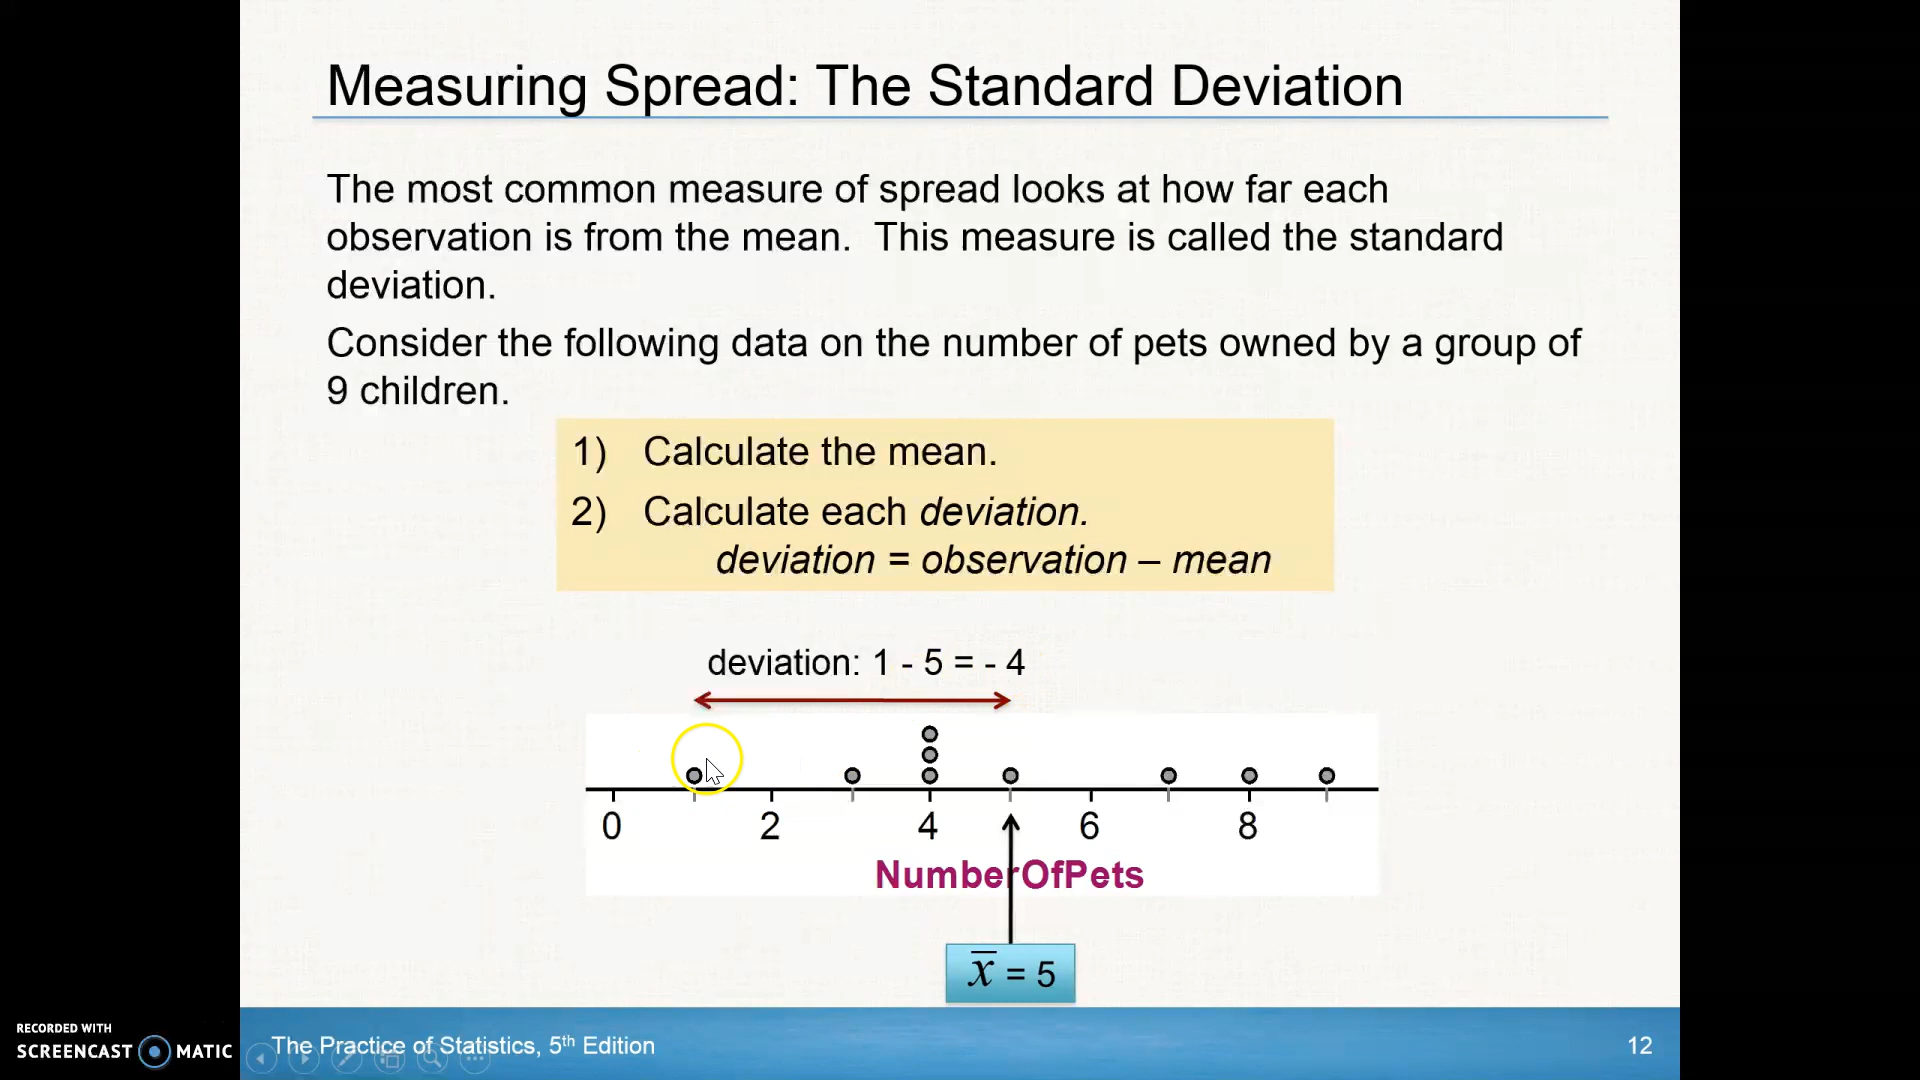 Measuring Spread: The Standard Deviation
The most common measure of spread looks at how far each
observation is from the mean.  This measure is called the standard
deviation.
Consider the following data on the number of pets owned by a group of
9 children.
1) Calculate the mean.
2) Calculate each deviation.
deviation = observation – mean
deviation: 1 - 5 = - 4
0 2 4 6 8
NumberOfPets
x̅ = 5
RECORDED WITH
SCREENCAST MATIC
The Practice of Statistics, 5th Edition
12